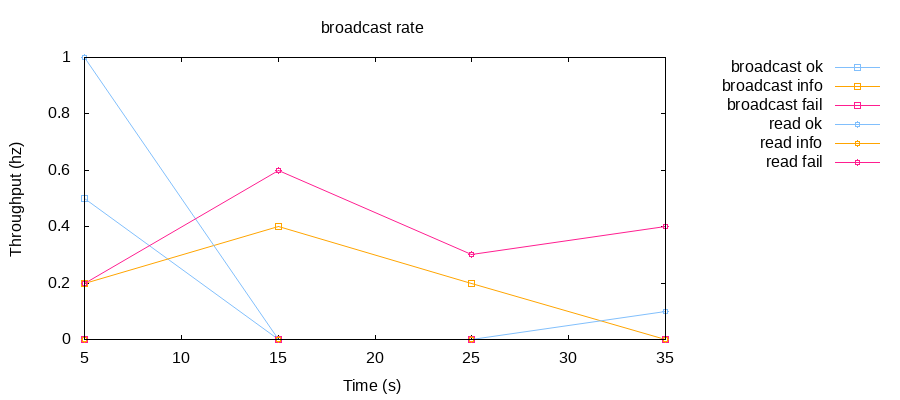 broadcast rate
Throughput (hz)
1
0.8
0.6
0.4
0.2
0
5
10
15
20
25
30
35
Time (s)
broadcast ok
broadcast info
broadcast fail
read ok
read info
read fail